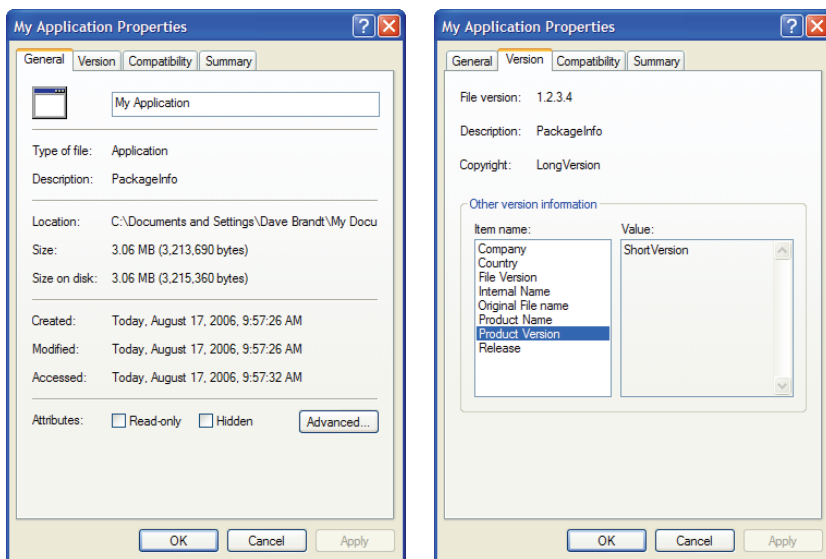 My Application Properties
General Version Compatibility Summary
My Application
Type of file: Application
Description: PackageInfo
Location: C:\Documents and Settings\Dave Brandt\My Docu
Size: 3.06 MB (3,213,690 bytes)
Size on disk: 3.06 MB (3,215,360 bytes)
Created: Today, August 17, 2006, 9:57:26 AM
Modified: Today, August 17, 2006, 9:57:26 AM
Accessed: Today, August 17, 2006, 9:57:32 AM
Attributes: Read-only Hidden Advanced...
OK Cancel Apply
My Application Properties
General Version Compatibility Summary
File version: 1.2.3.4
Description: PackageInfo
Copyright: LongVersion
Other version information
Item name: Value:
Company ShortVersion
Country
File Version
Internal Name
Original File name
Product Name
Product Version
Release
OK Cancel Apply